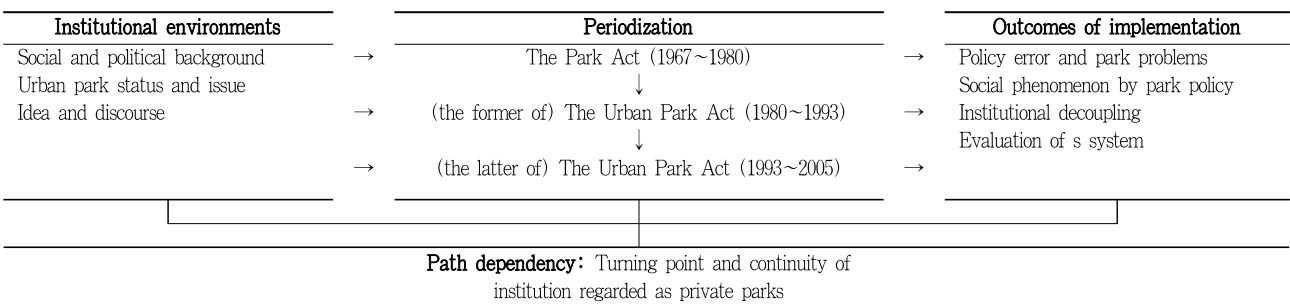 Institutional environments
Social and political background
Urban park status and issue
Idea and discourse
→
→
→
Periodization
The Park Act (1967～1980)
↓
(the former of) The Urban Park Act (1980～1993)
↓
(the latter of) The Urban Park Act (1993～2005)
→
→
→
Outcomes of implementation
Policy error and park problems
Social phenomenon by park policy
Institutional decoupling
Evaluation of s system
Path dependency: Turning point and continuity of
institution regarded as private parks